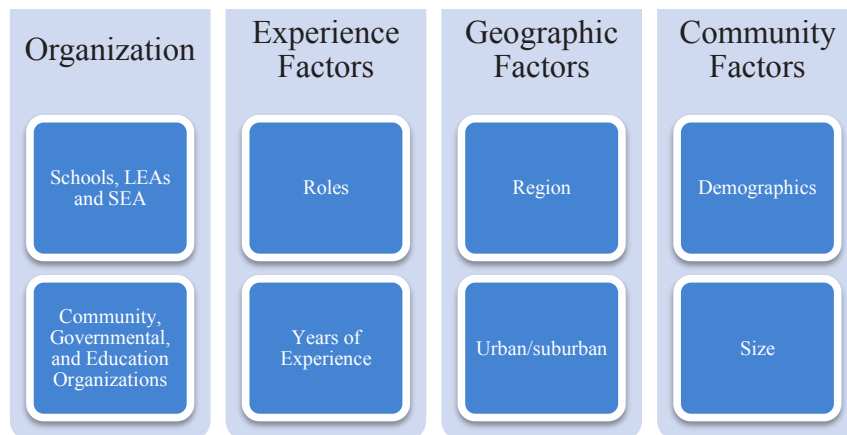 Organization
Schools, LEAs
and SEA
Community,
Governmental,
and Education
Organizations
Experience
Factors
Roles
Years of
Experience
Geographic
Factors
Region
Urban/suburban
Community
Factors
Demographics
Size